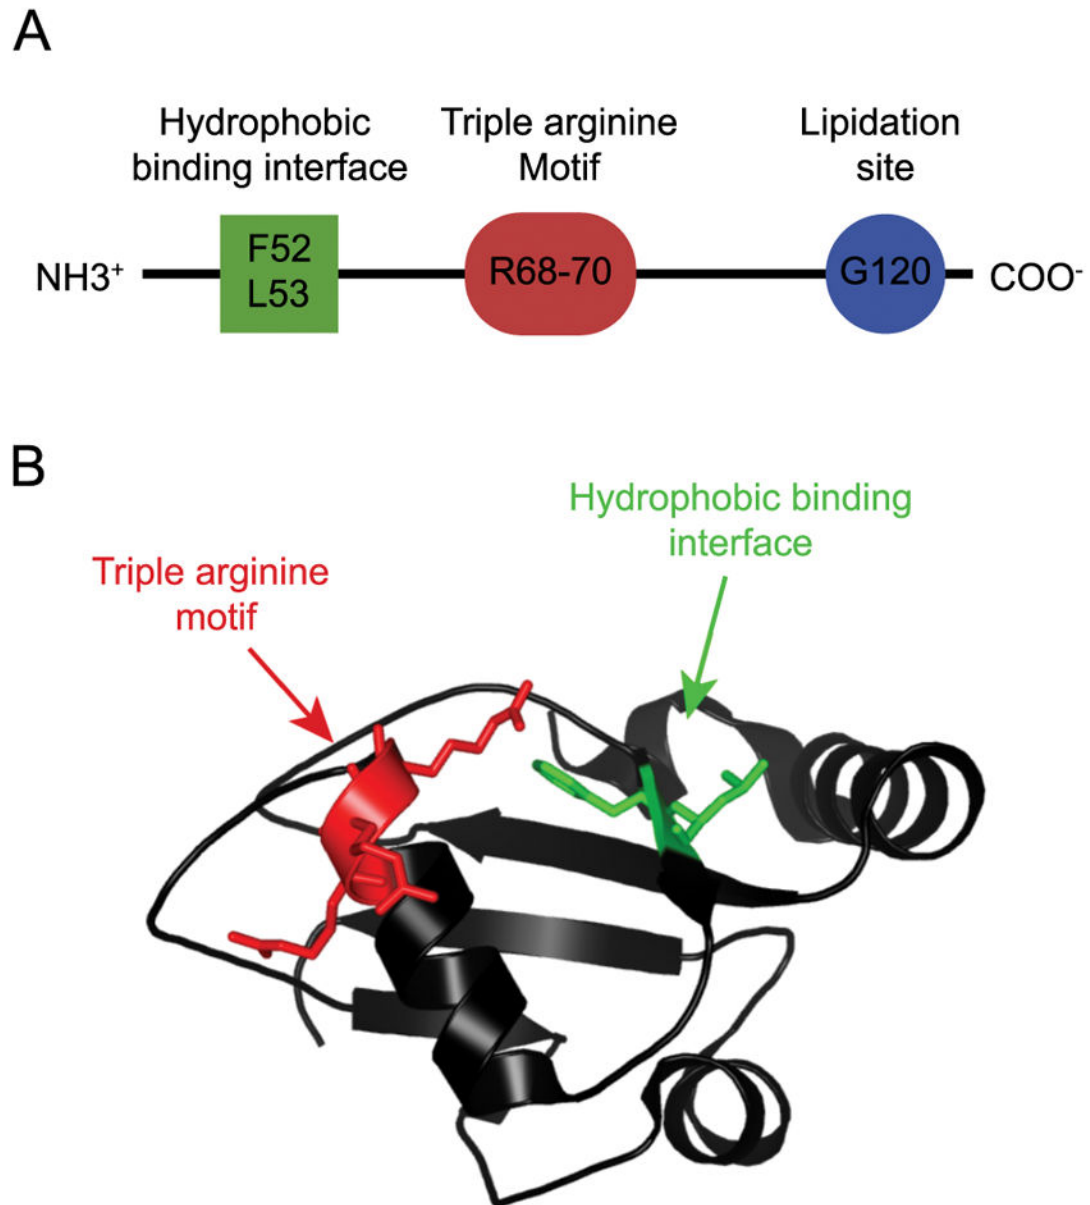 A
Hydrophobic
binding interface
Triple arginine
Motif
Lipidation
site
NH3⁺
F52
L53
R68-70
G120
COO⁻
B
Hydrophobic binding
interface
Triple arginine
motif